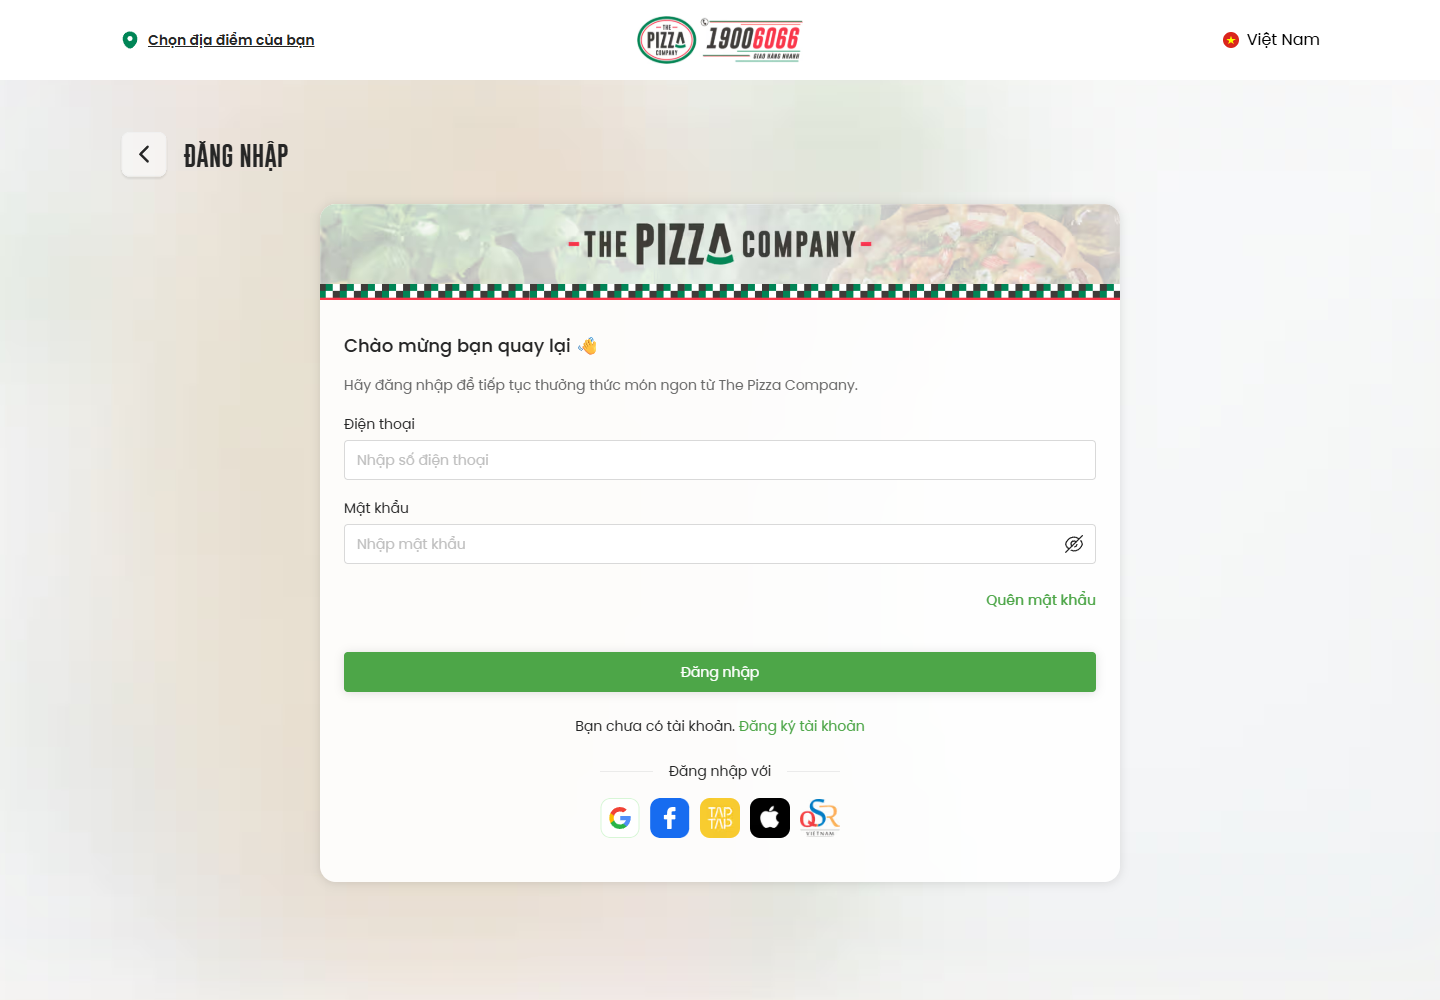 Chọn địa điểm của bạn
THE
PIZZA
COMPANY
19006066
GIAO HÀNG NHANH
Việt Nam
ĐĂNG NHẬP
THE PIZZA COMPANY
Chào mừng bạn quay lại 👋
Hãy đăng nhập để tiếp tục thưởng thức món ngon từ The Pizza Company.
Điện thoại
Nhập số điện thoại
Mật khẩu
Nhập mật khẩu
Quên mật khẩu
Đăng nhập
Bạn chưa có tài khoản. Đăng ký tài khoản
Đăng nhập với
TAP
TAP
QSR
VIETNAM